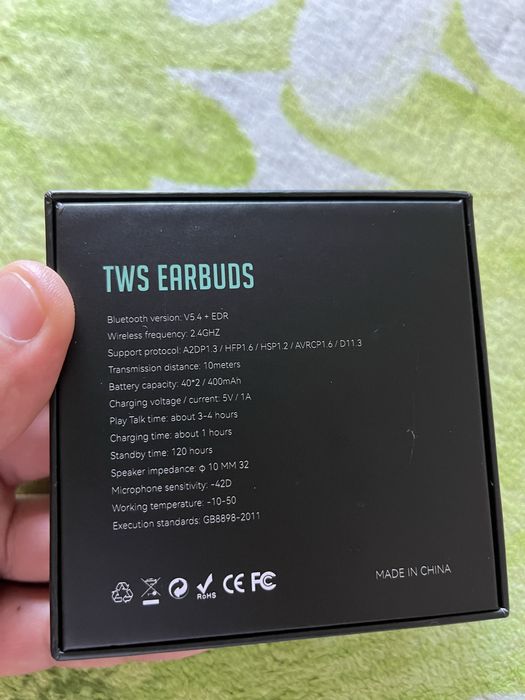 TWS EARBUDS
Bluetooth version: V5.4 + EDR
Wireless frequency: 2.4GHZ
Support protocol: A2DP1.3 / HFP1.6 / HSP1.2 / AVRCP1.6 / D11.3
Transmission distance: 10meters
Battery capacity: 40*2 / 400mAh
Charging voltage / current: 5V / 1A
Play Talk time: about 3-4 hours
Charging time: about 1 hours
Standby time: 120 hours
Speaker impedance: φ 10 MM 32
Microphone sensitivity: -42D
Working temperature: -10-50
Execution standards: GB8898-2011
RoHS CE FC
MADE IN CHINA